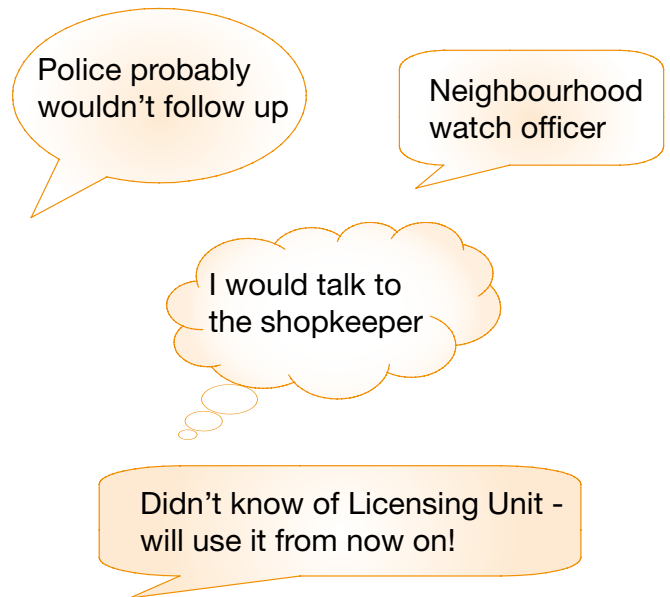 Police probably
wouldn’t follow up
Neighbourhood
watch officer
I would talk to
the shopkeeper
Didn’t know of Licensing Unit -
will use it from now on!